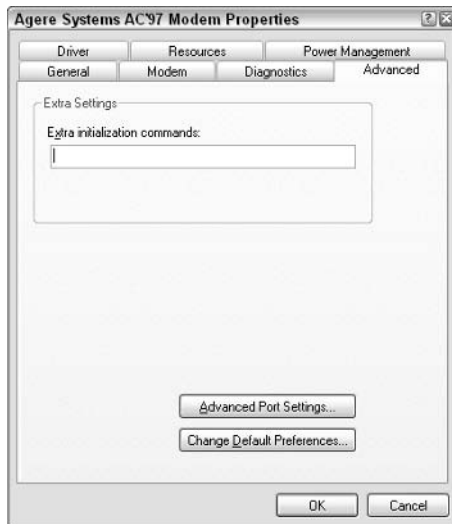 Agere Systems AC'97 Modem Properties
Driver Resources Power Management
General Modem Diagnostics Advanced
Extra Settings
Extra initialization commands:
Advanced Port Settings...
Change Default Preferences...
OK Cancel